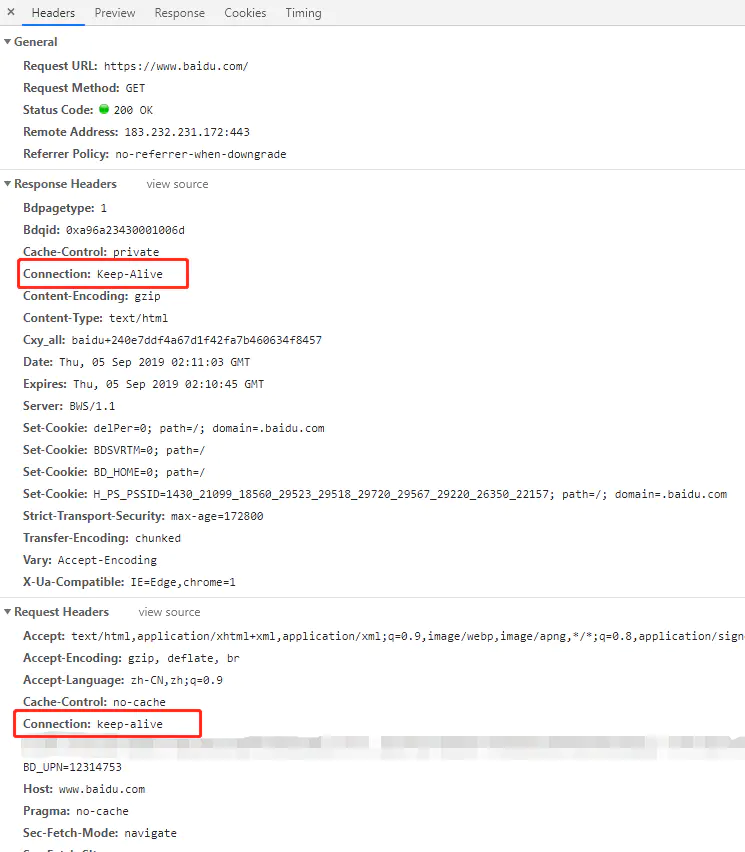 × Headers Preview Response Cookies Timing
▼ General
Request URL: https://www.baidu.com/
Request Method: GET
Status Code: 200 OK
Remote Address: 183.232.231.172:443
Referrer Policy: no-referrer-when-downgrade
▼ Response Headers view source
Bdpagetype: 1
Bdqid: 0xa96a23430001006d
Cache-Control: private
Connection: Keep-Alive
Content-Encoding: gzip
Content-Type: text/html
Cxy_all: baidu+240e7ddf4a67d1f42fa7b460634f8457
Date: Thu, 05 Sep 2019 02:11:03 GMT
Expires: Thu, 05 Sep 2019 02:10:45 GMT
Server: BWS/1.1
Set-Cookie: delPer=0; path=/; domain=.baidu.com
Set-Cookie: BDSVRTM=0; path=/
Set-Cookie: BD_HOME=0; path=/
Set-Cookie: H_PS_PSSID=1430_21099_18560_29523_29518_29720_29567_29220_26350_22157; path=/; domain=.baidu.com
Strict-Transport-Security: max-age=172800
Transfer-Encoding: chunked
Vary: Accept-Encoding
X-Ua-Compatible: IE=Edge,chrome=1
▼ Request Headers view source
Accept: text/html,application/xhtml+xml,application/xml;q=0.9,image/webp,image/apng,*/*;q=0.8,application/sign
Accept-Encoding: gzip, deflate, br
Accept-Language: zh-CN,zh;q=0.9
Cache-Control: no-cache
Connection: keep-alive
BD_UPN=12314753
Host: www.baidu.com
Pragma: no-cache
Sec-Fetch-Mode: navigate